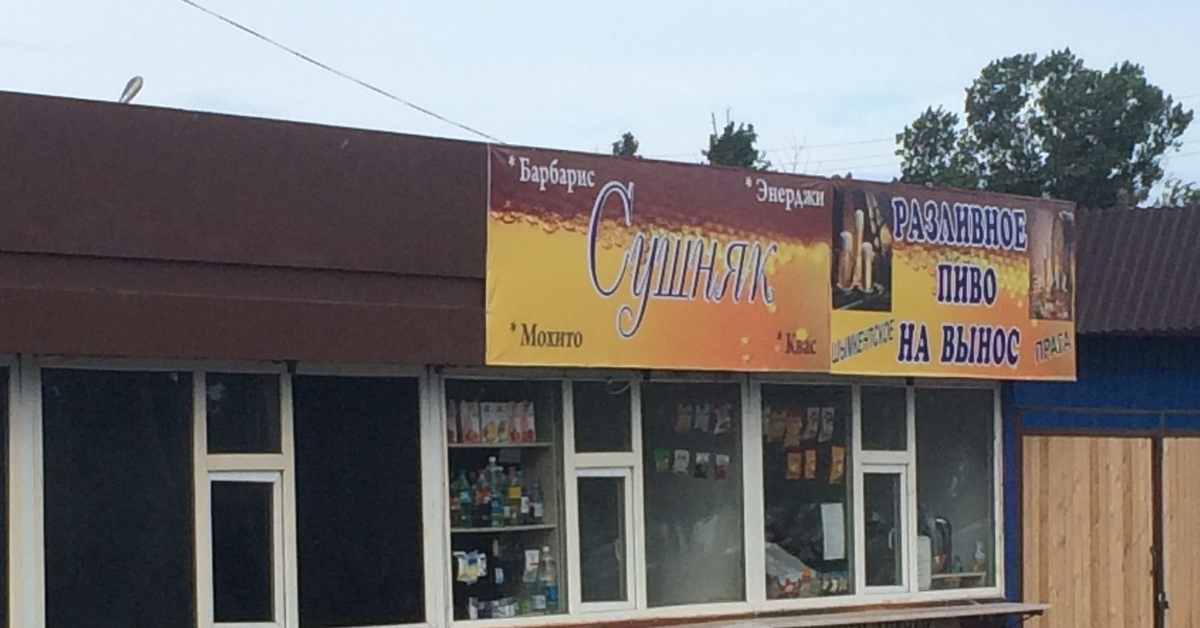 * Барбарис
* Энерджи
Сушняк
* Мохито
* Квас
РАЗЛИВНОЕ
ПИВО
НА ВЫНОС
ШЫМКЕНТСКОЕ
ПРАГА